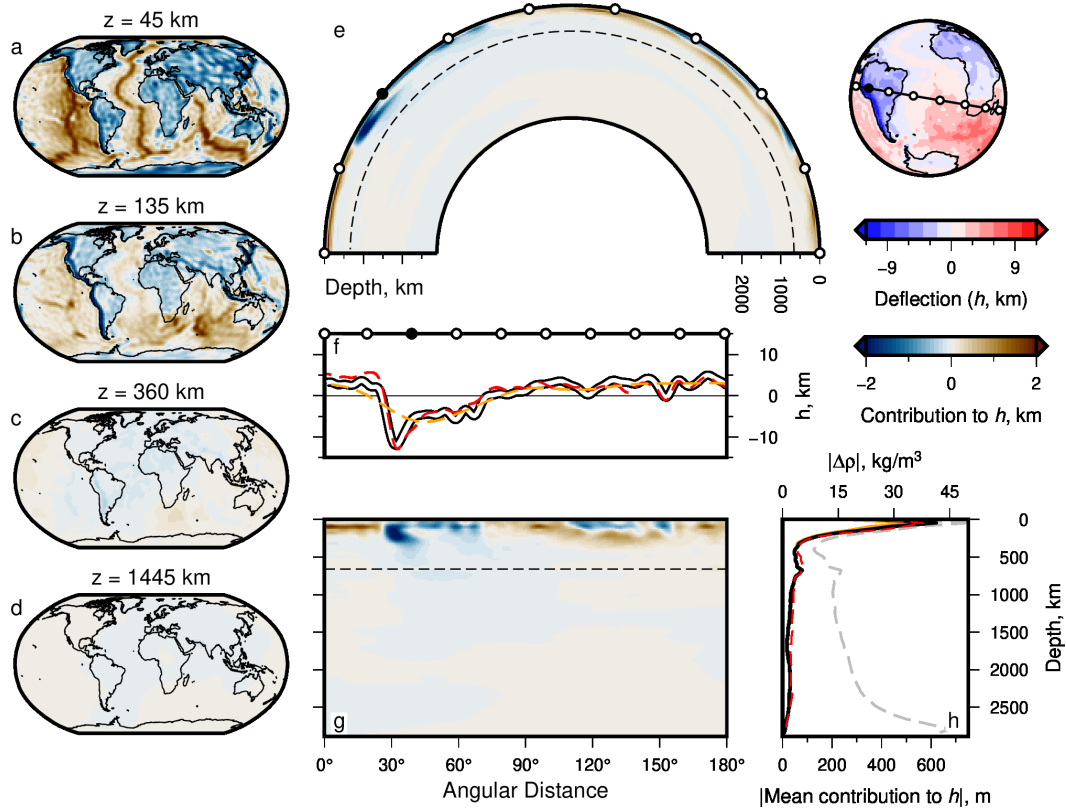 z = 45 km
a
z = 135 km
b
z = 360 km
c
z = 1445 km
d
e
Depth, km
2000
1000
0
−9
0
9
Deflection (h, km)
−2
0
2
Contribution to h, km
f
10
0
−10
h, km
g
0°
30°
60°
90°
120°
150°
180°
Angular Distance
|Δρ|, kg/m³
0
15
30
45
0
500
1000
1500
2000
2500
Depth, km
h
0
200
400
600
|Mean contribution to h|, m